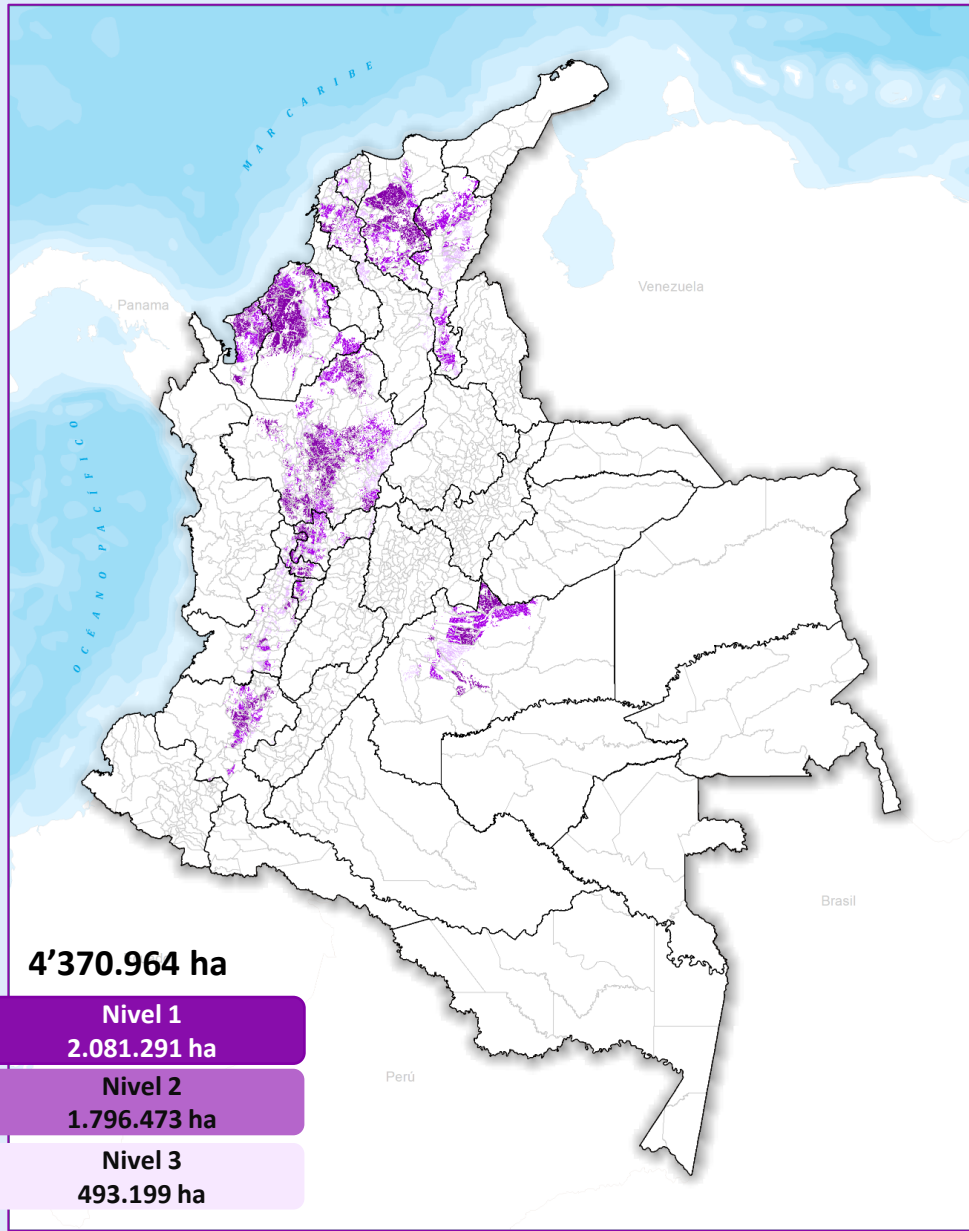 MAR CARIBE
Panama
Venezuela
OCÉANO PACÍFICO
Brasil
4’370.964 ha
Nivel 1
2.081.291 ha
Nivel 2
1.796.473 ha
Perú
Nivel 3
493.199 ha